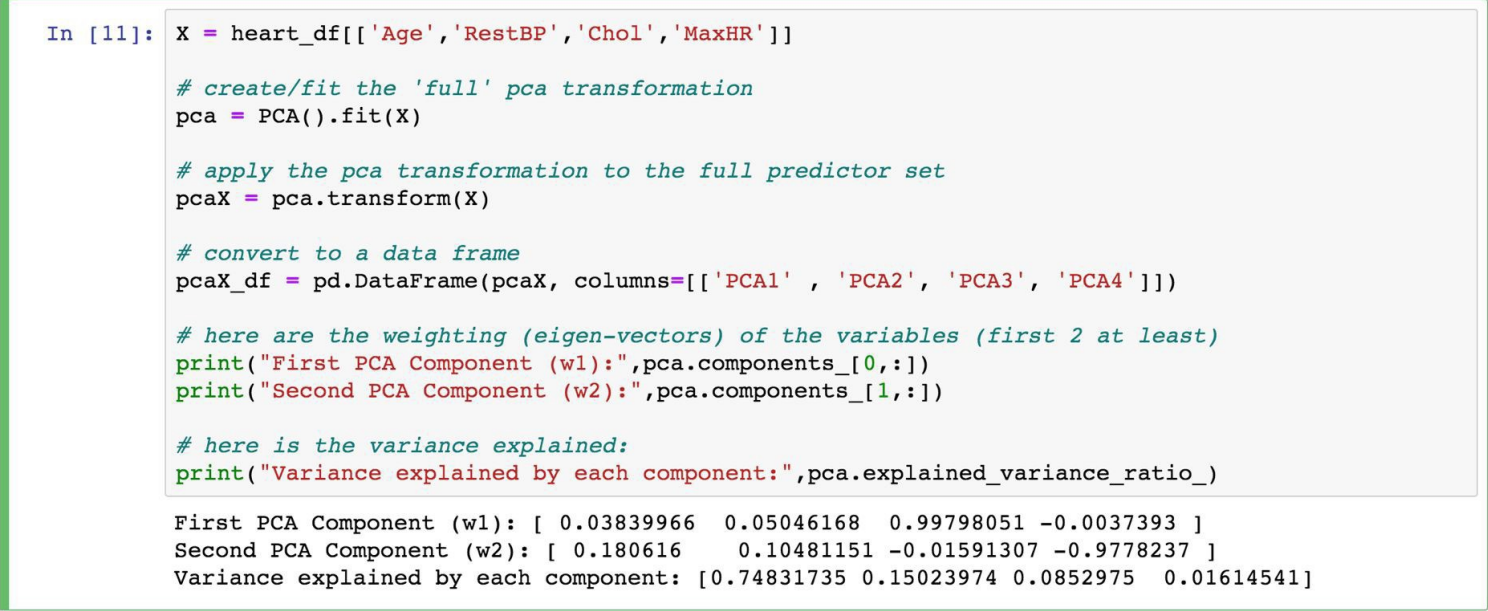 In [11]: X = heart_df[['Age','RestBP','Chol','MaxHR']]
# create/fit the 'full' pca transformation
pca = PCA().fit(X)
# apply the pca transformation to the full predictor set
pcaX = pca.transform(X)
# convert to a data frame
pcaX_df = pd.DataFrame(pcaX, columns=[['PCA1' , 'PCA2', 'PCA3', 'PCA4']])
# here are the weighting (eigen-vectors) of the variables (first 2 at least)
print("First PCA Component (w1):",pca.components_[0,:])
print("Second PCA Component (w2):",pca.components_[1,:])
# here is the variance explained:
print("Variance explained by each component:",pca.explained_variance_ratio_)
First PCA Component (w1): [ 0.03839966  0.05046168  0.99798051 -0.0037393 ]
Second PCA Component (w2): [ 0.180616    0.10481151 -0.01591307 -0.9778237 ]
Variance explained by each component: [0.74831735 0.15023974 0.0852975  0.01614541]